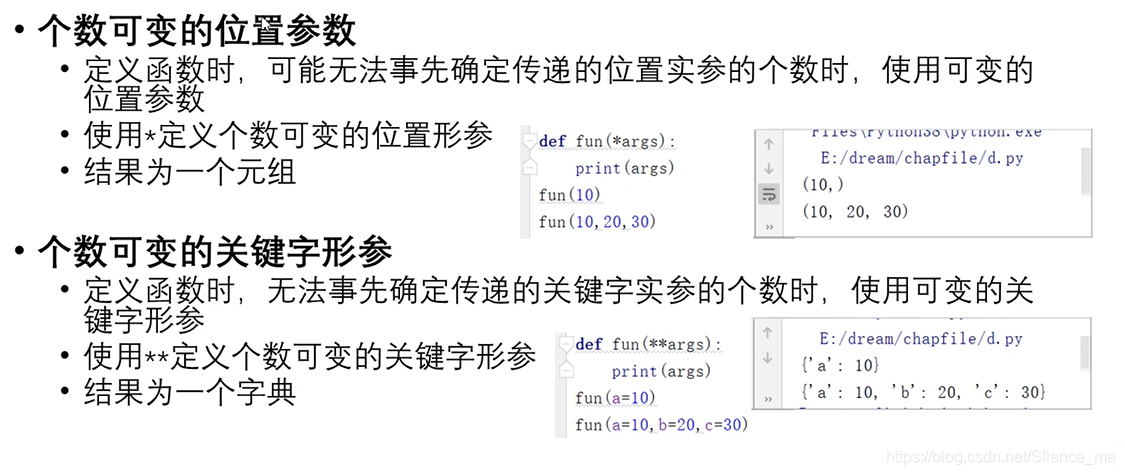 • 个数可变的位置参数
• 定义函数时，可能无法事先确定传递的位置实参的个数时，使用可变的
位置参数
• 使用*定义个数可变的位置形参
• 结果为一个元组
def fun(*args):
print(args)
fun(10)
fun(10,20,30)
Files\Python38\python.exe
E:/dream/chapfile/d.py
(10,)
(10, 20, 30)
• 个数可变的关键字形参
• 定义函数时，无法事先确定传递的关键字实参的个数时，使用可变的关
键字形参
• 使用**定义个数可变的关键字形参
• 结果为一个字典
def fun(**args):
print(args)
fun(a=10)
fun(a=10,b=20,c=30)
E:/dream/chapfile/d.py
{'a': 10}
{'a': 10, 'b': 20, 'c': 30}
https://blog.csdn.net/Slience_me